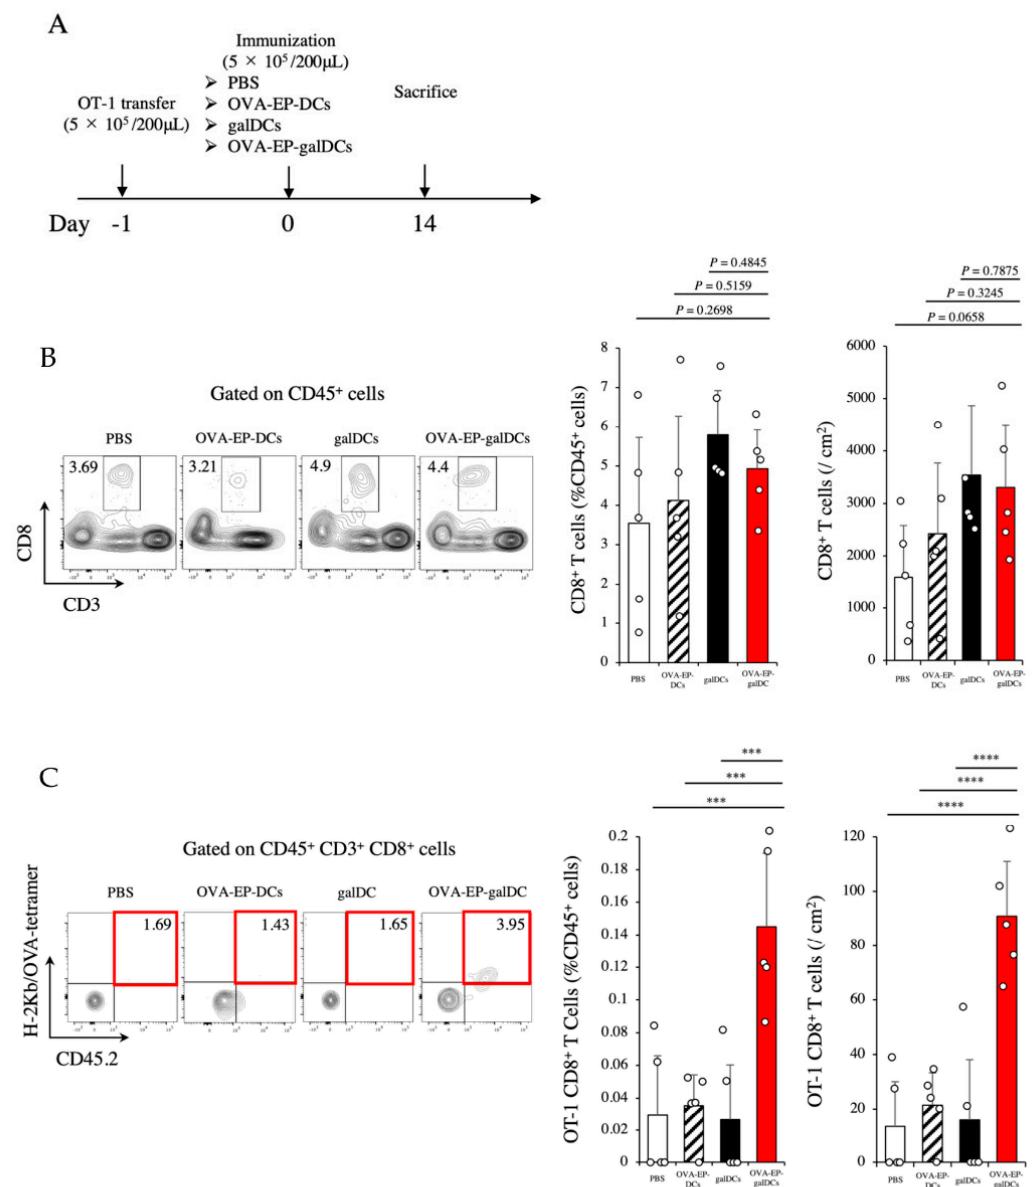 A
Immunization
(5 × 10⁵/200μL)
➢ PBS
➢ OVA-EP-DCs
➢ galDCs
➢ OVA-EP-galDCs
OT-1 transfer
(5 × 10⁵/200μL)
Sacrifice
Day -1 0 14
B
Gated on CD45⁺ cells
PBS OVA-EP-DCs galDCs OVA-EP-galDCs
3.69 3.21 4.9 4.4
CD8
CD3
P = 0.4845
P = 0.5159
P = 0.2698
CD8⁺ T cells (%CD45⁺ cells)
8
7
6
5
4
3
2
1
0
PBS OVA-EP-DCs galDCs OVA-EP-galDC
P = 0.7875
P = 0.3245
P = 0.0658
CD8⁺ T cells (/ cm²)
6000
5000
4000
3000
2000
1000
0
PBS OVA-EP-DCs galDCs OVA-EP-galDCs
C
Gated on CD45⁺ CD3⁺ CD8⁺ cells
PBS OVA-EP-DCs galDC OVA-EP-galDC
1.69 1.43 1.65 3.95
H-2Kb/OVA-tetramer
CD45.2
***
***
***
OT-1 CD8⁺ T Cells (%CD45⁺ cells)
0.2
0.16
0.12
0.08
0.06
0.04
0.02
0
PBS OVA-EP-DCs galDCs OVA-EP-galDCs
****
****
****
OT-1 CD8⁺ T cells (/ cm²)
120
100
80
60
40
20
0
PBS OVA-EP-DCs galDCs OVA-EP-galDCs